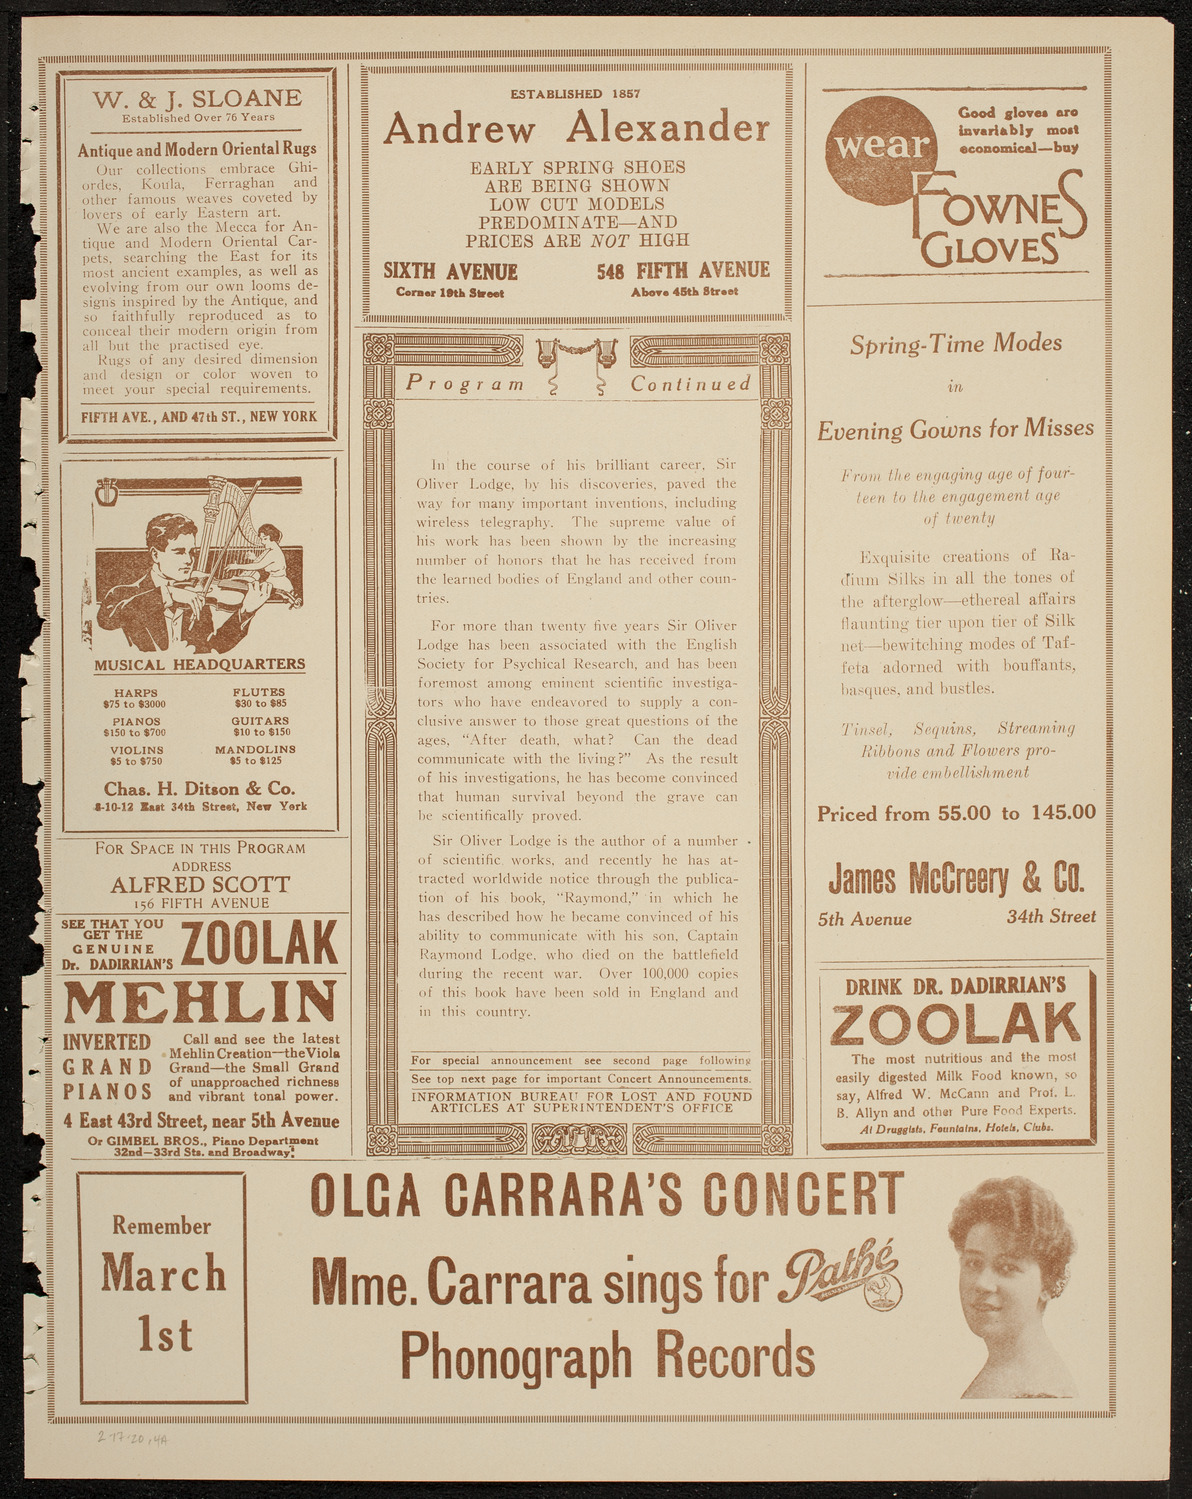 W. & J. SLOANE
Established Over 76 Years
Antique and Modern Oriental Rugs
Our collections embrace Ghi-
ordes, Koula, Ferraghan and
other famous weaves coveted by
lovers of early Eastern art.
We are also the Mecca for An-
tique and Modern Oriental Car-
pets, searching the East for its
most ancient examples, as well as
evolving from our own looms de-
signs inspired by the Antique, and
so faithfully reproduced as to
conceal their modern origin from
all but the practised eye.
Rugs of any desired dimension
and design or color woven to
meet your special requirements.
FIFTH AVE., AND 47th ST., NEW YORK
MUSICAL HEADQUARTERS
HARPS FLUTES
$75 to $3000 $30 to $85
PIANOS GUITARS
$150 to $700 $10 to $150
VIOLINS MANDOLINS
$5 to $750 $5 to $125
Chas. H. Ditson & Co.
8-10-12 East 34th Street, New York
FOR SPACE IN THIS PROGRAM
ADDRESS
ALFRED SCOTT
156 FIFTH AVENUE
SEE THAT YOU
GET THE
GENUINE
Dr. DADIRRIAN'S
ZOOLAK
MEHLIN
INVERTED
GRAND
PIANOS
Call and see the latest
Mehlin Creation—the Viola
Grand—the Small Grand
of unapproached richness
and vibrant tonal power.
4 East 43rd Street, near 5th Avenue
Or GIMBEL BROS., Piano Department
32nd—33rd Sts. and Broadway.
ESTABLISHED 1857
Andrew Alexander
EARLY SPRING SHOES
ARE BEING SHOWN
LOW CUT MODELS
PREDOMINATE—AND
PRICES ARE NOT HIGH
SIXTH AVENUE 548 FIFTH AVENUE
Corner 19th Street Above 45th Street
Program Continued
In the course of his brilliant career, Sir
Oliver Lodge, by his discoveries, paved the
way for many important inventions, including
wireless telegraphy. The supreme value of
his work has been shown by the increasing
number of honors that he has received from
the learned bodies of England and other coun-
tries.
For more than twenty five years Sir Oliver
Lodge has been associated with the English
Society for Psychical Research, and has been
foremost among eminent scientific investiga-
tors who have endeavored to supply a con-
clusive answer to those great questions of the
ages, "After death, what? Can the dead
communicate with the living?" As the result
of his investigations, he has become convinced
that human survival beyond the grave can
be scientifically proved.
Sir Oliver Lodge is the author of a number
of scientific works, and recently he has at-
tracted worldwide notice through the publica-
tion of his book, "Raymond," in which he
has described how he became convinced of his
ability to communicate with his son, Captain
Raymond Lodge, who died on the battlefield
during the recent war. Over 100,000 copies
of this book have been sold in England and
in this country.
For special announcement see second page following
See top next page for important Concert Announcements.
INFORMATION BUREAU FOR LOST AND FOUND
ARTICLES AT SUPERINTENDENT'S OFFICE
wear
Good gloves are
invariably most
economical—buy
FOWNES
GLOVES
Spring-Time Modes
in
Evening Gowns for Misses
From the engaging age of four-
teen to the engagement age
of twenty
Exquisite creations of Ra-
dium Silks in all the tones of
the afterglow—ethereal affairs
flaunting tier upon tier of Silk
net—bewitching modes of Taf-
feta adorned with bouffants,
basques, and bustles.
Tinsel, Sequins, Streaming
Ribbons and Flowers pro-
vide embellishment
Priced from 55.00 to 145.00
James McCreery & Co.
5th Avenue 34th Street
DRINK DR. DADIRRIAN'S
ZOOLAK
The most nutritious and the most
easily digested Milk Food known, so
say, Alfred W. McCann and Prof. L.
B. Allyn and other Pure Food Experts.
At Druggists, Fountains, Hotels, Clubs.
Remember
March
1st
OLGA CARRARA'S CONCERT
Mme. Carrara sings for Pathé
Phonograph Records
2-17-20, 4A